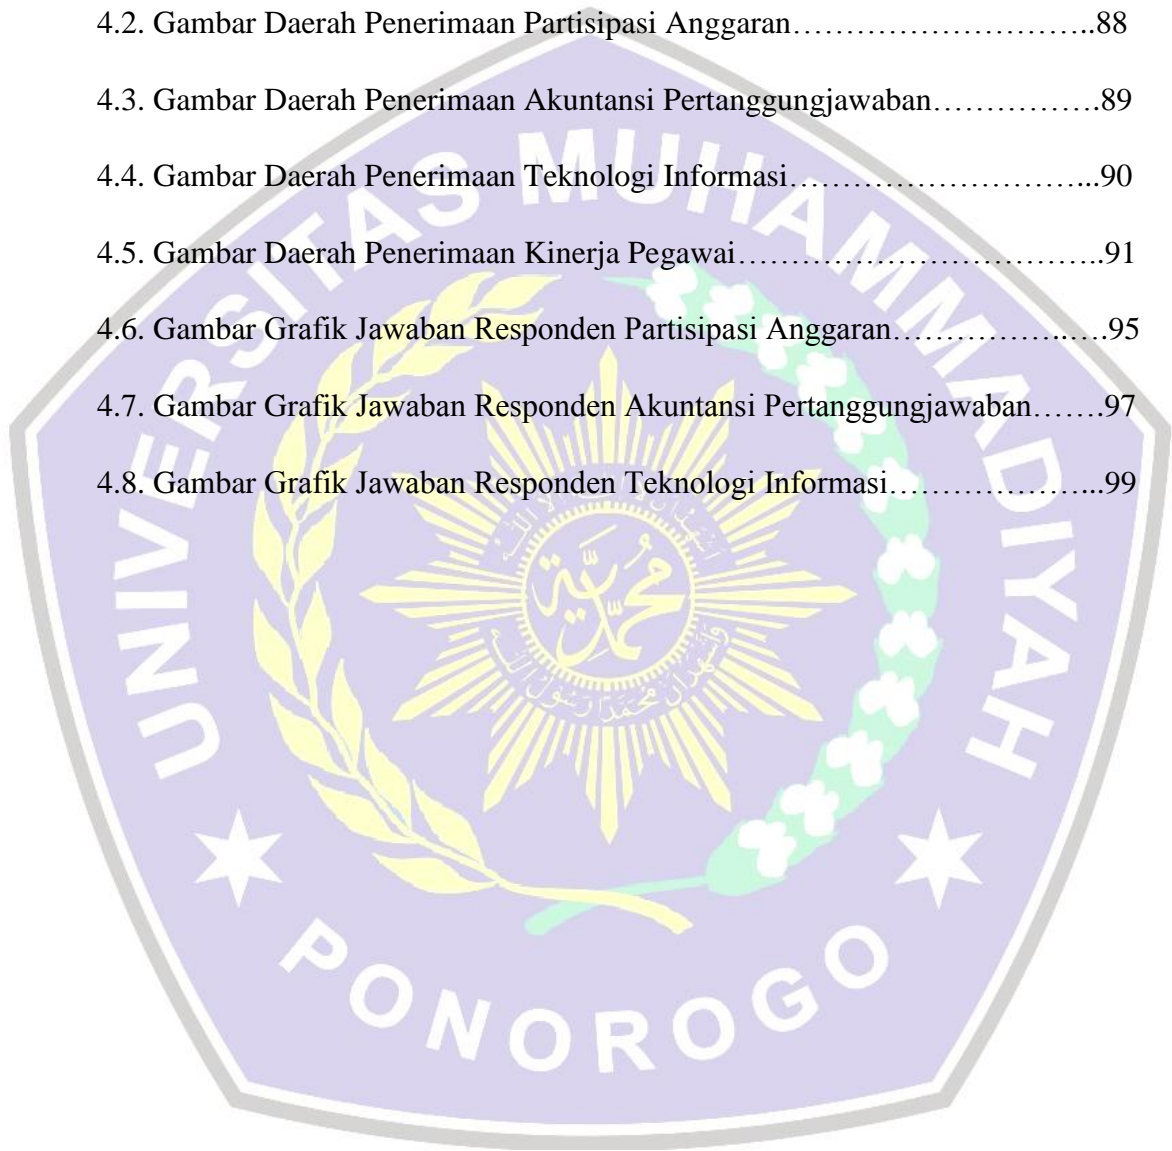 4.2. Gambar Daerah Penerimaan Partisipasi Anggaran………………………..88
4.3. Gambar Daerah Penerimaan Akuntansi Pertanggungjawaban…………….89
4.4. Gambar Daerah Penerimaan Teknologi Informasi………………………...90
4.5. Gambar Daerah Penerimaan Kinerja Pegawai…………………………….91
4.6. Gambar Grafik Jawaban Responden Partisipasi Anggaran……………..….95
4.7. Gambar Grafik Jawaban Responden Akuntansi Pertanggungjawaban…….97
4.8. Gambar Grafik Jawaban Responden Teknologi Informasi………………...99
UNIVERSITAS MUHAMMADIYAH
PONOROGO
محمدية